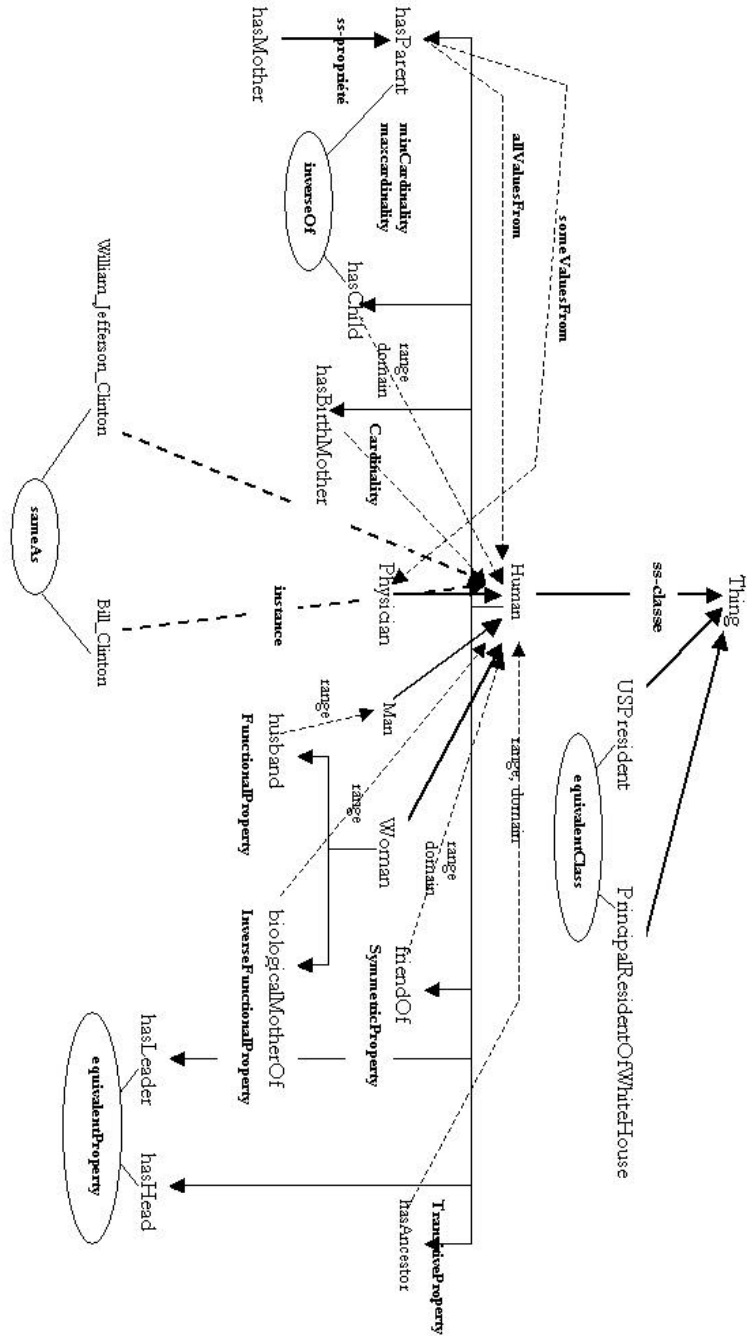 Thing
USPresident
PrincipalResidentOfWhiteHouse
equivalentClass
ss-classe
someValuesFrom
allValuesFrom
Human
range, domain
TransitiveProperty
hasParent
minCardinality
maxcardinality
ss-propriété
hasMother
inverseOf
hasChild
range
domain
hasBirthMother
Cardinality
Physician
instance
Man
range
husband
FunctionalProperty
Woman
range
biologicalMotherOf
InverseFunctionalProperty
range
domain
friendOf
SymmetricProperty
hasAncestor
hasLeader
hasHead
equivalentProperty
William_Jefferson_Clinton
Bill_Clinton
sameAs